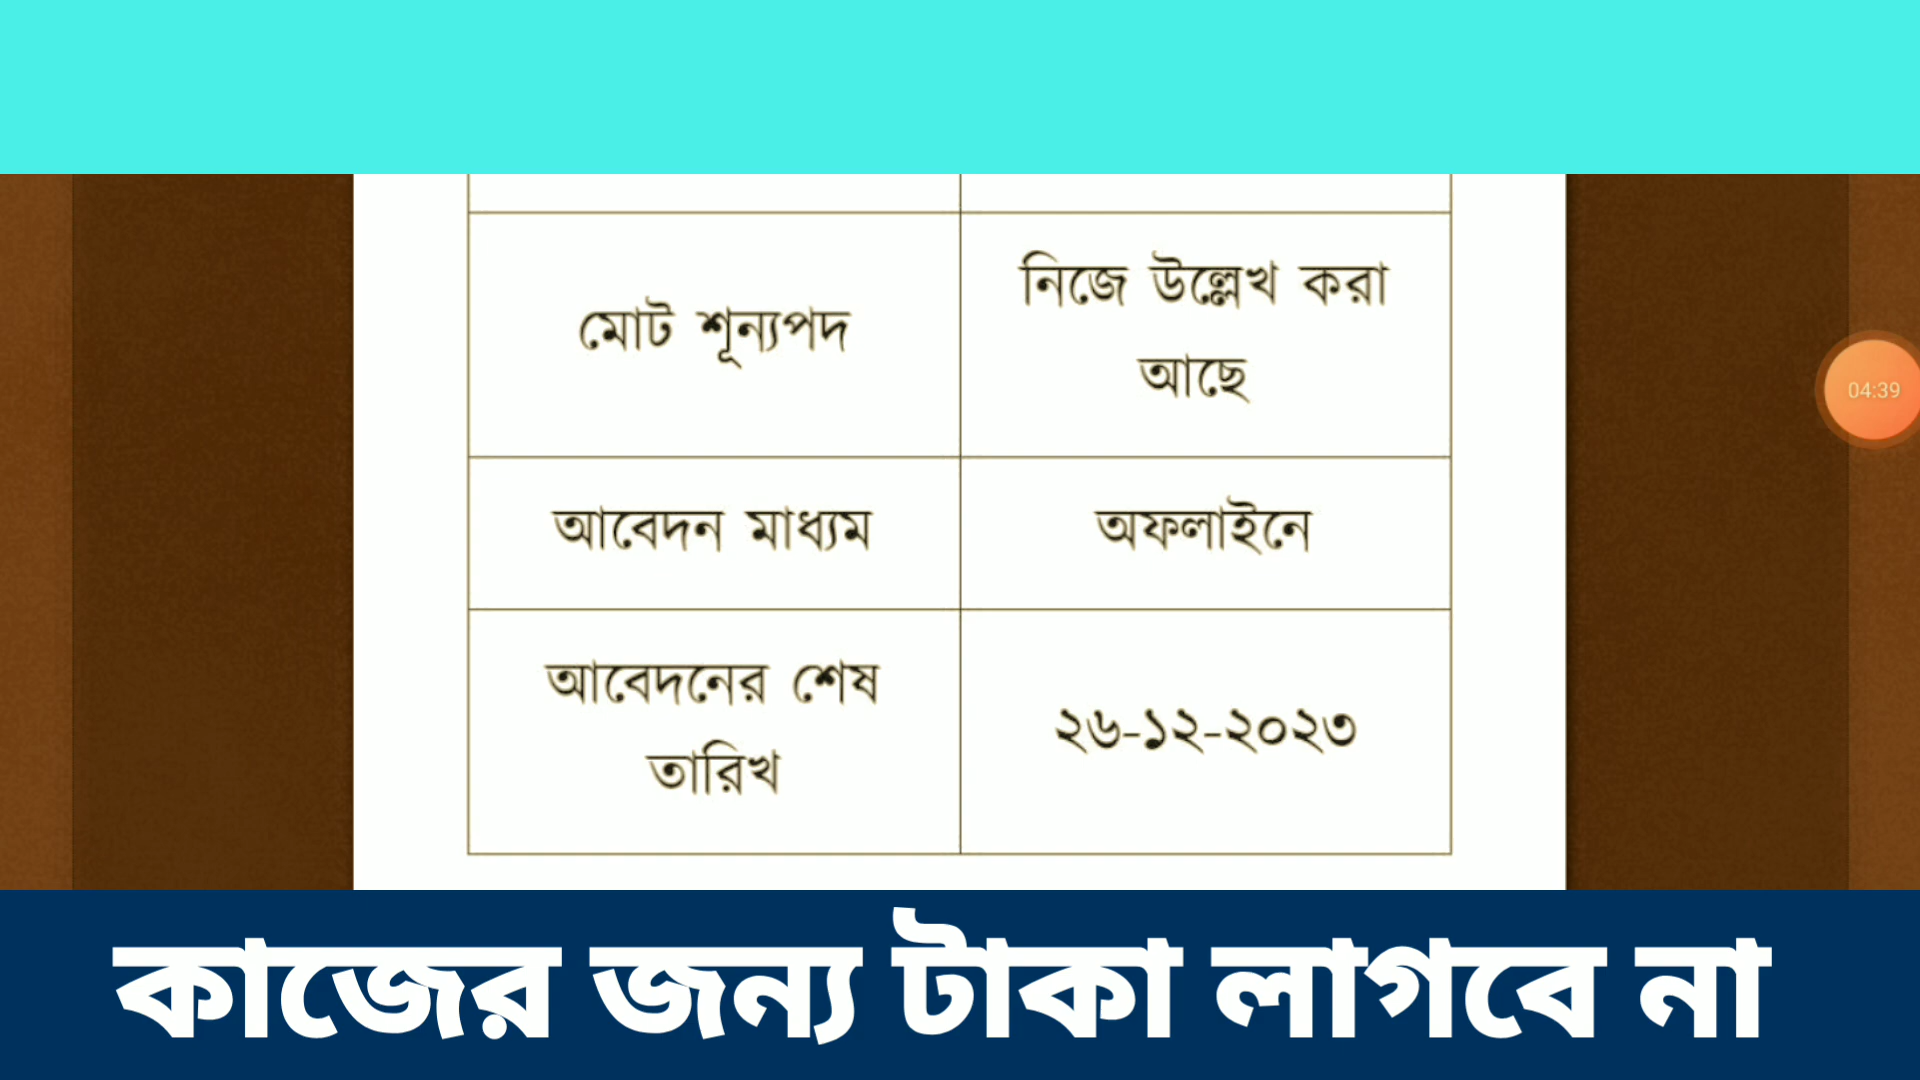 নিজে উল্লেখ করা
মোট শূন্যপদ
আছে
আবেদন মাধ্যম
অফলাইনে
আবেদনের শেষ
তারিখ
২৬-১২-২০২৩
04:39
কাজের জন্য টাকা লাগবে না